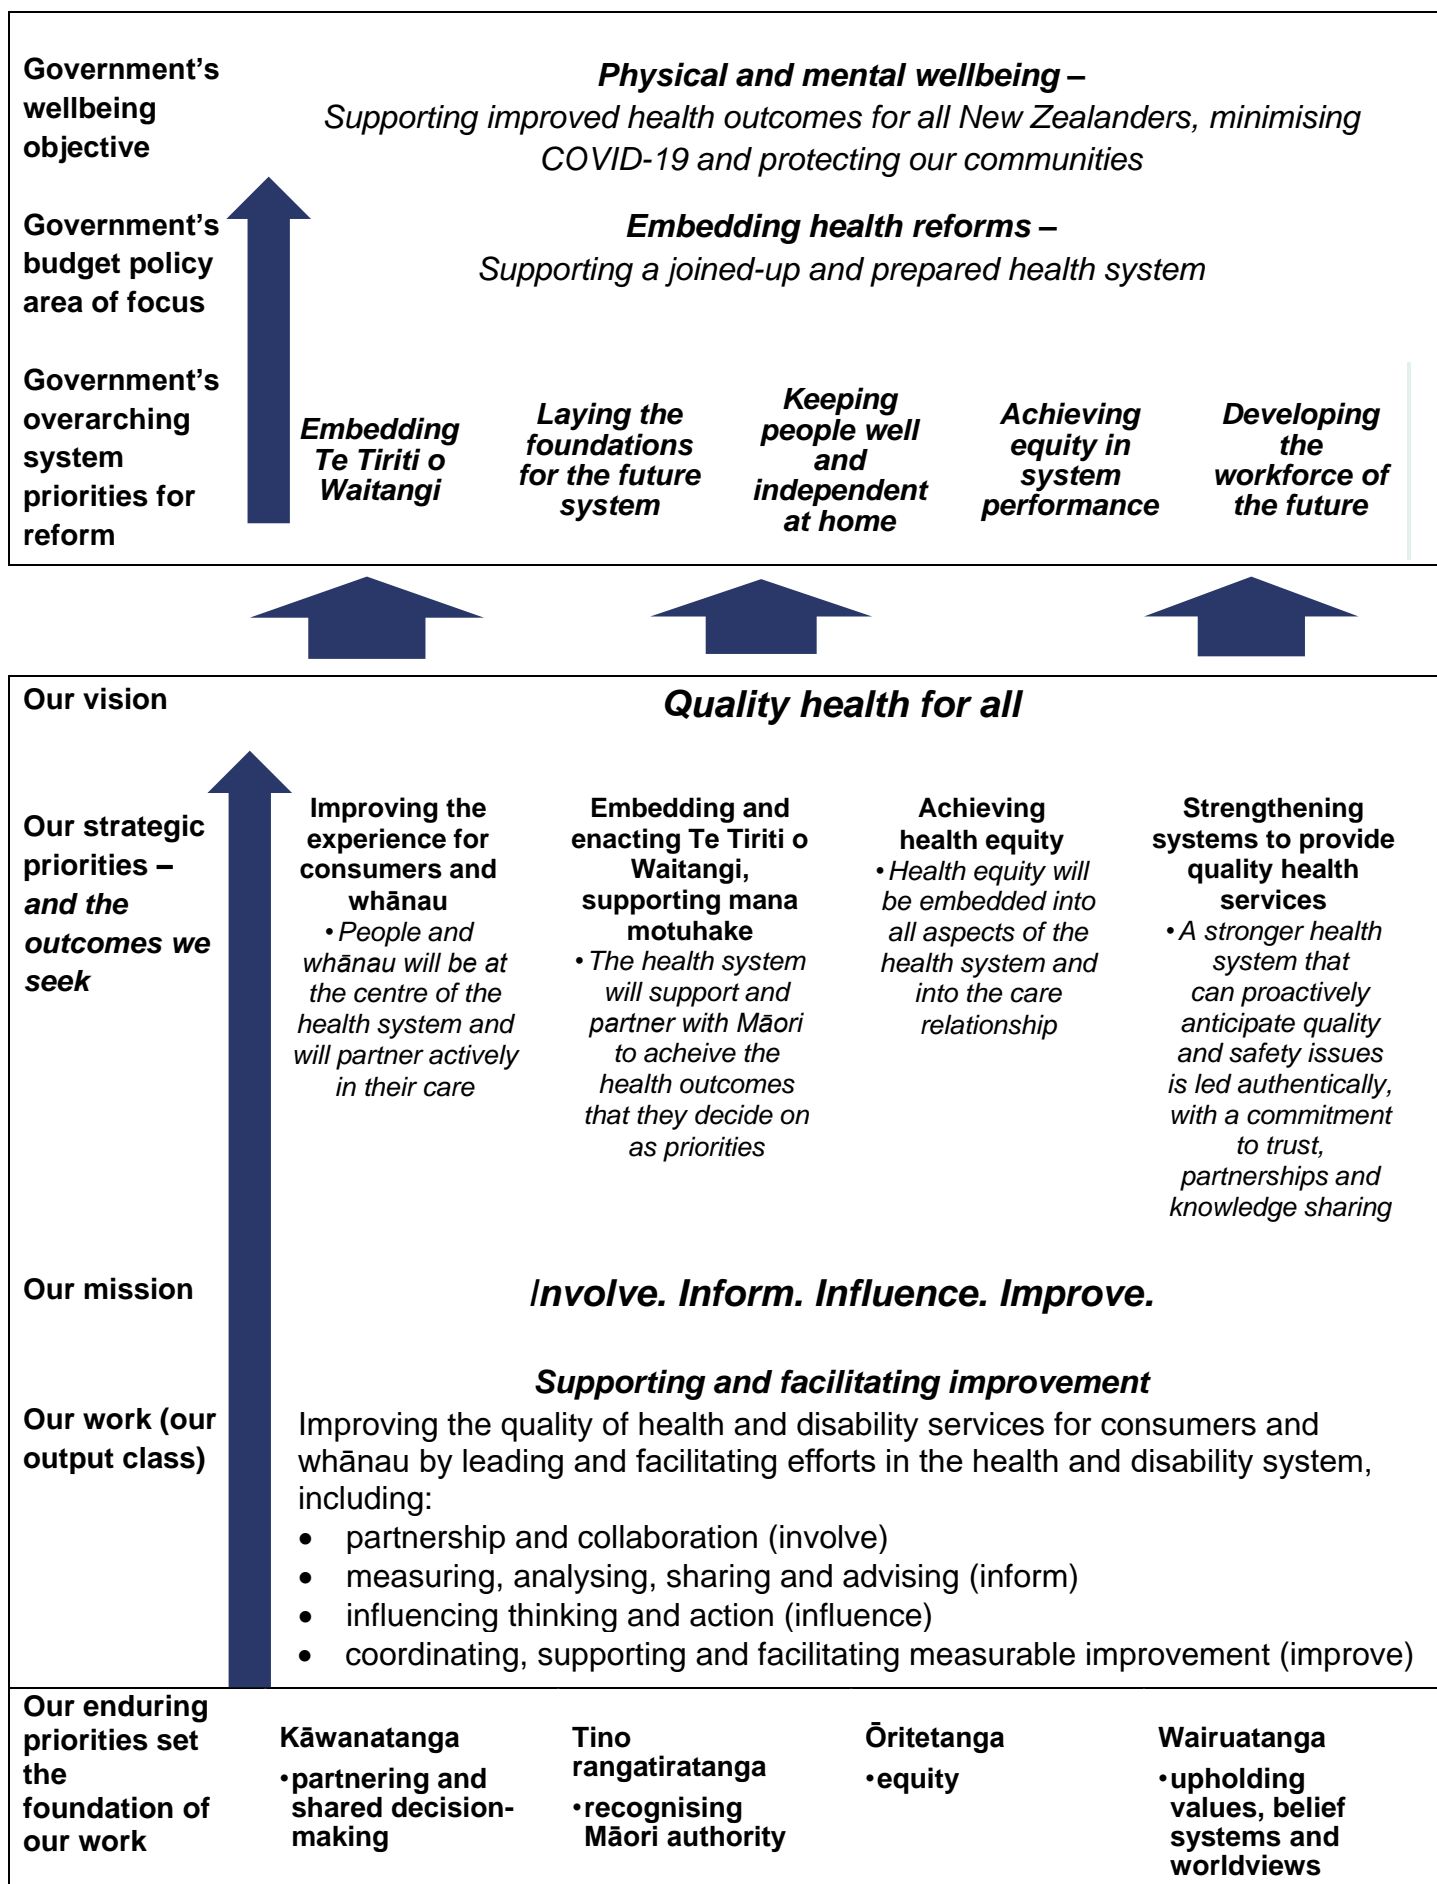 Government's
wellbeing
objective
Physical and mental wellbeing –
Supporting improved health outcomes for all New Zealanders, minimising
COVID-19 and protecting our communities
Government's
budget policy
area of focus
Embedding health reforms –
Supporting a joined-up and prepared health system
Government's
overarching
system
priorities for
reform
Embedding
Te Tiriti o
Waitangi
Laying the
foundations
for the future
system
Keeping
people well
and
independent
at home
Achieving
equity in
system
performance
Developing
the
workforce of
the future
Our vision
Quality health for all
Our strategic
priorities –
and the
outcomes we
seek
Improving the
experience for
consumers and
whānau
• People and
whānau will be at
the centre of the
health system and
will partner actively
in their care
Embedding and
enacting Te Tiriti o
Waitangi,
supporting mana
motuhake
• The health system
will support and
partner with Māori
to acheive the
health outcomes
that they decide on
as priorities
Achieving
health equity
• Health equity will
be embedded into
all aspects of the
health system and
into the care
relationship
Strengthening
systems to provide
quality health
services
• A stronger health
system that
can proactively
anticipate quality
and safety issues
is led authentically,
with a commitment
to trust,
partnerships and
knowledge sharing
Our mission
Involve. Inform. Influence. Improve.
Our work (our
output class)
Supporting and facilitating improvement
Improving the quality of health and disability services for consumers and
whānau by leading and facilitating efforts in the health and disability system,
including:
• partnership and collaboration (involve)
• measuring, analysing, sharing and advising (inform)
• influencing thinking and action (influence)
• coordinating, supporting and facilitating measurable improvement (improve)
Our enduring
priorities set
the
foundation of
our work
Kāwanatanga
• partnering and
shared decision-
making
Tino
rangatiratanga
• recognising
Māori authority
Ōritetanga
• equity
Wairuatanga
• upholding
values, belief
systems and
worldviews